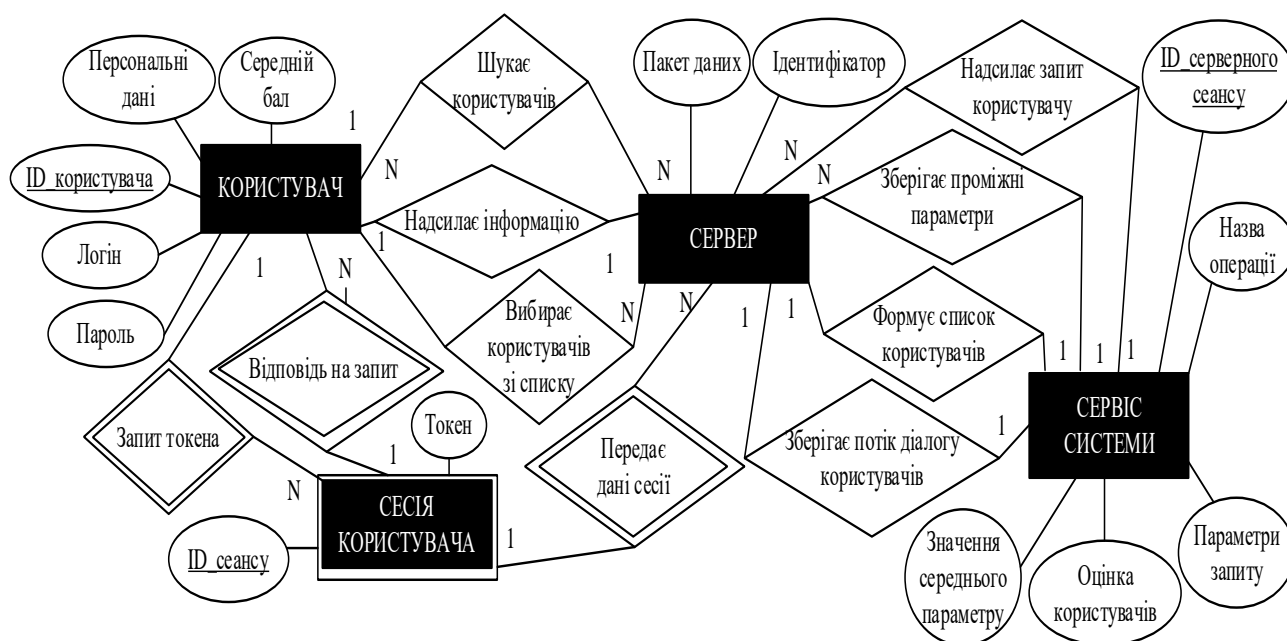 Персональні
дані
Середній
бал
1
Шукає
користувачів
Пакет даних
Ідентифікатор
Надсилає запит
користувачу
ID_серверного
сеансу
ID_користувача
КОРИСТУВАЧ
N
N
N
N
Надсилає інформацію
СЕРВЕР
Зберігає проміжні
параметри
Назва
операції
Логін
1
1
1
N
Вибирає
користувачів
зі списку
N
N
1
1
Формує список
користувачів
1
1
1
Пароль
Відповідь на запит
Запит токена
Токен
1
N
СЕСІЯ
КОРИСТУВАЧА
ID_сеансу
1
Передає
дані сесії
Зберігає потік діалогу
користувачів
1
СЕРВІС
СИСТЕМИ
Значення
середнього
параметру
Оцінка
користувачів
Параметри
запиту